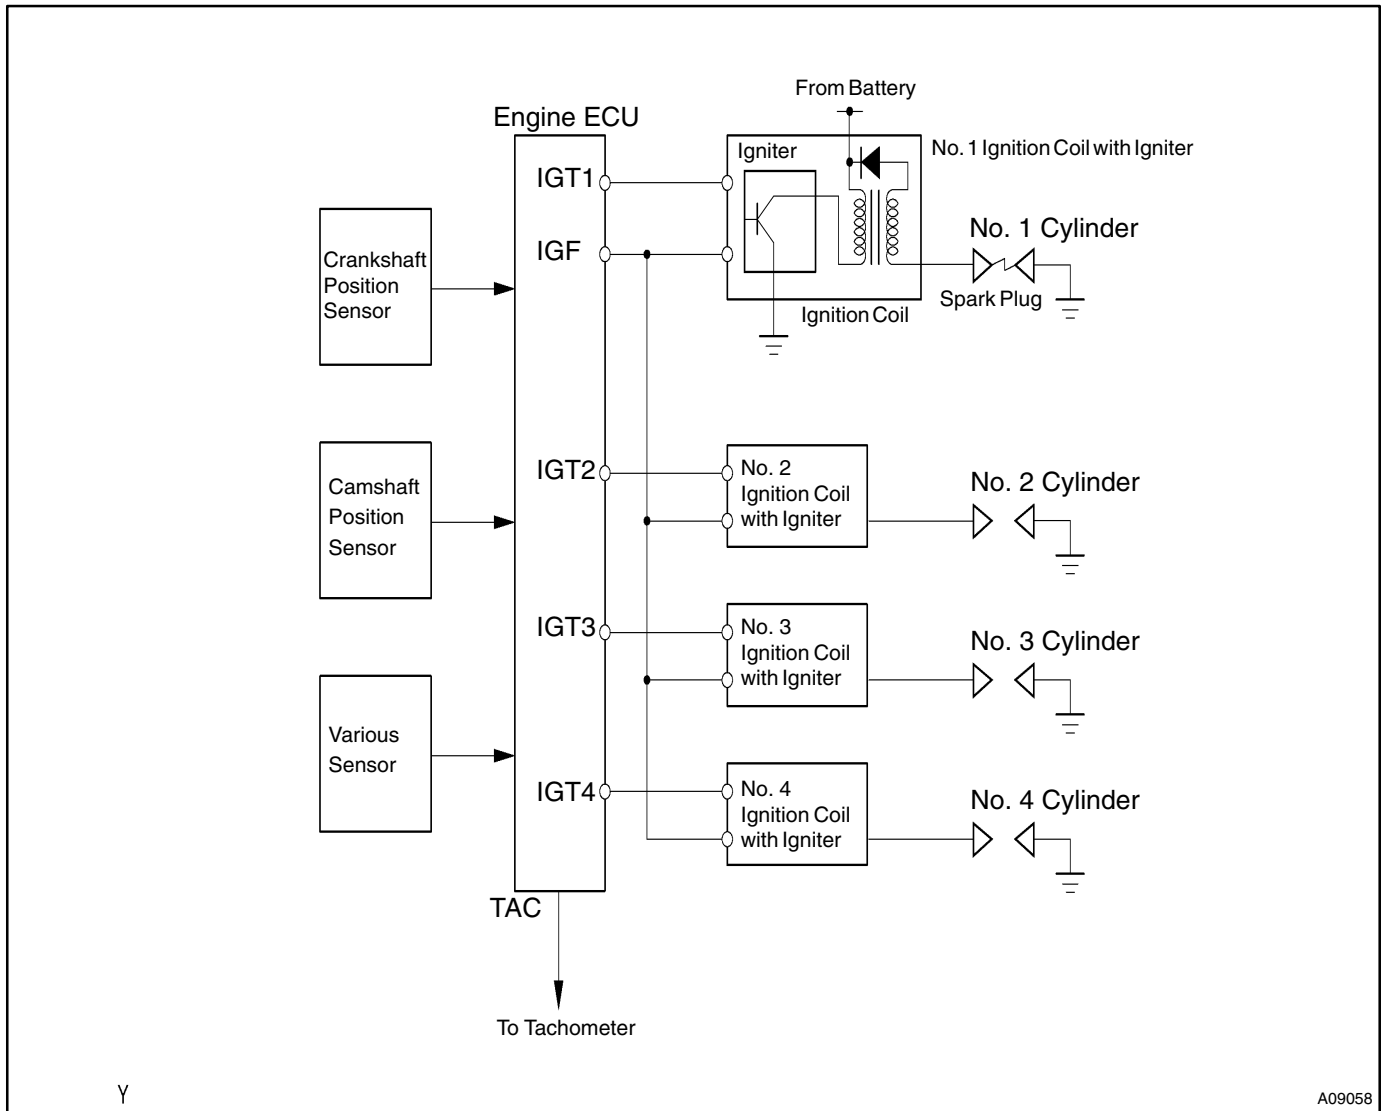 From Battery
Engine ECU
Igniter
No. 1 Ignition Coil with Igniter
IGT1
No. 1 Cylinder
IGF
Crankshaft
Position
Sensor
Spark Plug
Ignition Coil
IGT2
No. 2
Ignition Coil
with Igniter
No. 2 Cylinder
Camshaft
Position
Sensor
IGT3
No. 3
Ignition Coil
with Igniter
No. 3 Cylinder
Various
Sensor
IGT4
No. 4
Ignition Coil
with Igniter
No. 4 Cylinder
TAC
To Tachometer
Y
A09058